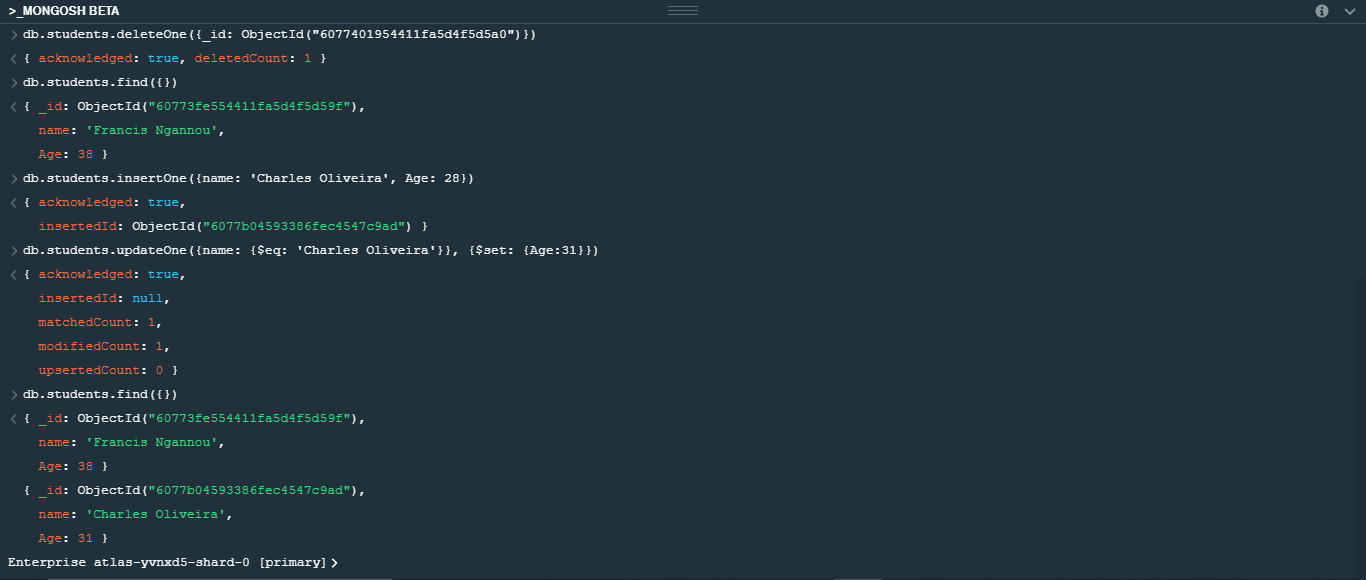 >_MONGOSH BETA
> db.students.deleteOne({_id: ObjectId("6077401954411fa5d4f5d5a0")})
< { acknowledged: true, deletedCount: 1 }
> db.students.find({})
< { _id: ObjectId("60773fe554411fa5d4f5d59f"),
name: 'Francis Ngannou',
Age: 38 }
> db.students.insertOne({name: 'Charles Oliveira', Age: 28})
< { acknowledged: true,
insertedId: ObjectId("6077b04593386fec4547c9ad") }
> db.students.updateOne({name: {$eq: 'Charles Oliveira'}}, {$set: {Age:31}})
< { acknowledged: true,
insertedId: null,
matchedCount: 1,
modifiedCount: 1,
upsertedCount: 0 }
> db.students.find({})
< { _id: ObjectId("60773fe554411fa5d4f5d59f"),
name: 'Francis Ngannou',
Age: 38 }
{ _id: ObjectId("6077b04593386fec4547c9ad"),
name: 'Charles Oliveira',
Age: 31 }
Enterprise atlas-yvnxd5-shard-0 [primary]>